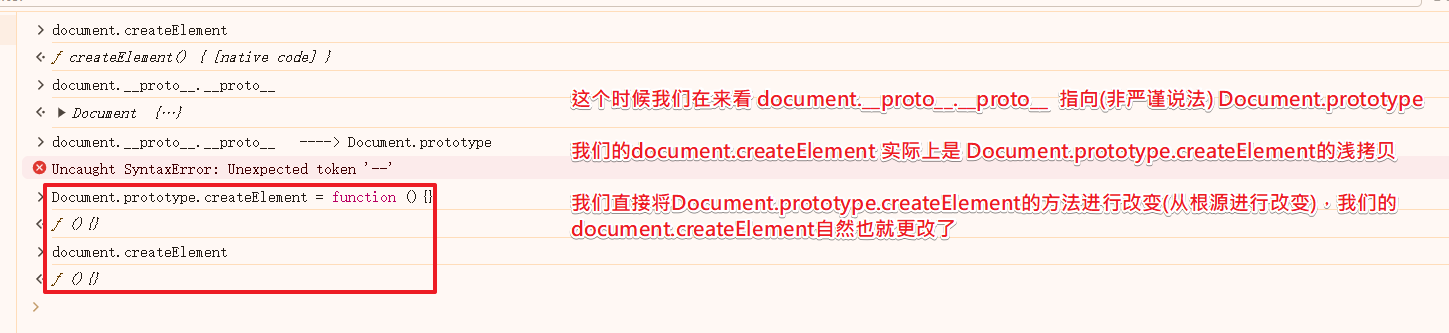 document.createElement
ƒ createElement() { [native code] }
document.__proto__.__proto__
这个时候我们在来看 document.__proto__.__proto__ 指向(非严谨说法) Document.prototype
Document {…}
document.__proto__.__proto__ ----> Document.prototype
我们的document.createElement 实际上是 Document.prototype.createElement的浅拷贝
Uncaught SyntaxError: Unexpected token '--'
Document.prototype.createElement = function (){}
我们直接将Document.prototype.createElement的方法进行改变(从根源进行改变)，我们的
ƒ (){}
document.createElement自然也就更改了
document.createElement
ƒ (){}